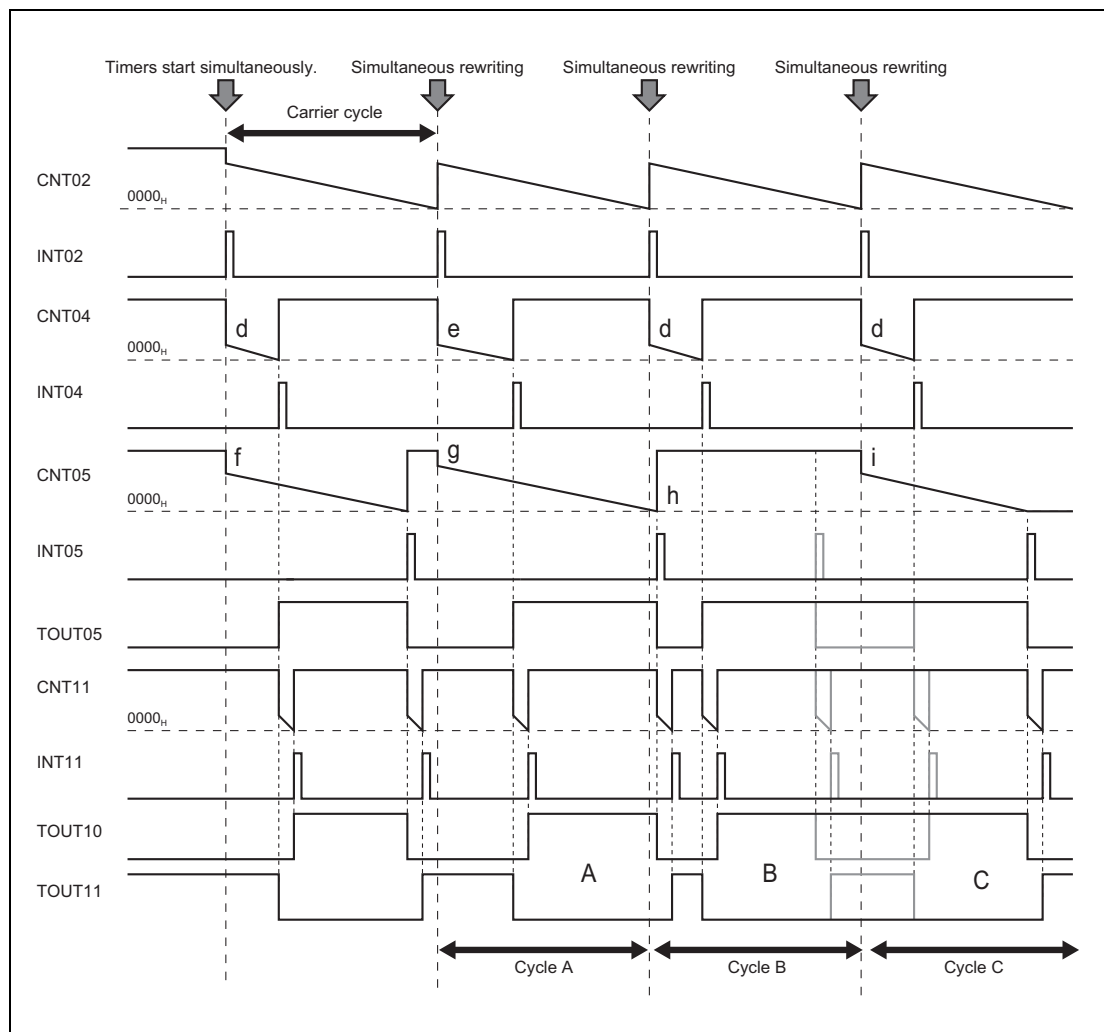 Timers start simultaneously. Simultaneous rewriting Simultaneous rewriting Simultaneous rewriting
Carrier cycle
CNT02
0000H
INT02
CNT04
d e d d
0000H
INT04
CNT05
f g h i
0000H
INT05
TOUT05
CNT11
0000H
INT11
TOUT10
A B C
TOUT11
Cycle A Cycle B Cycle C